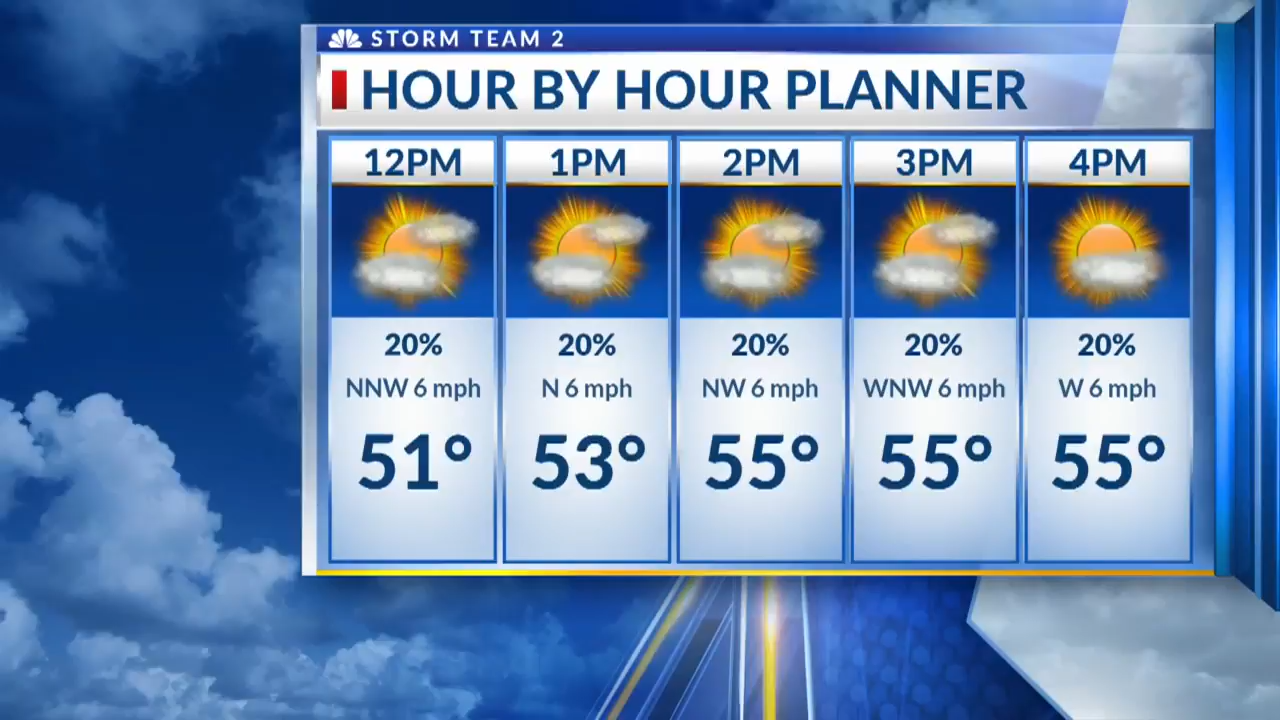 STORM TEAM 2
HOUR BY HOUR PLANNER
12PM 1PM 2PM 3PM 4PM
20% 20% 20% 20% 20%
NNW 6 mph N 6 mph NW 6 mph WNW 6 mph W 6 mph
51° 53° 55° 55° 55°